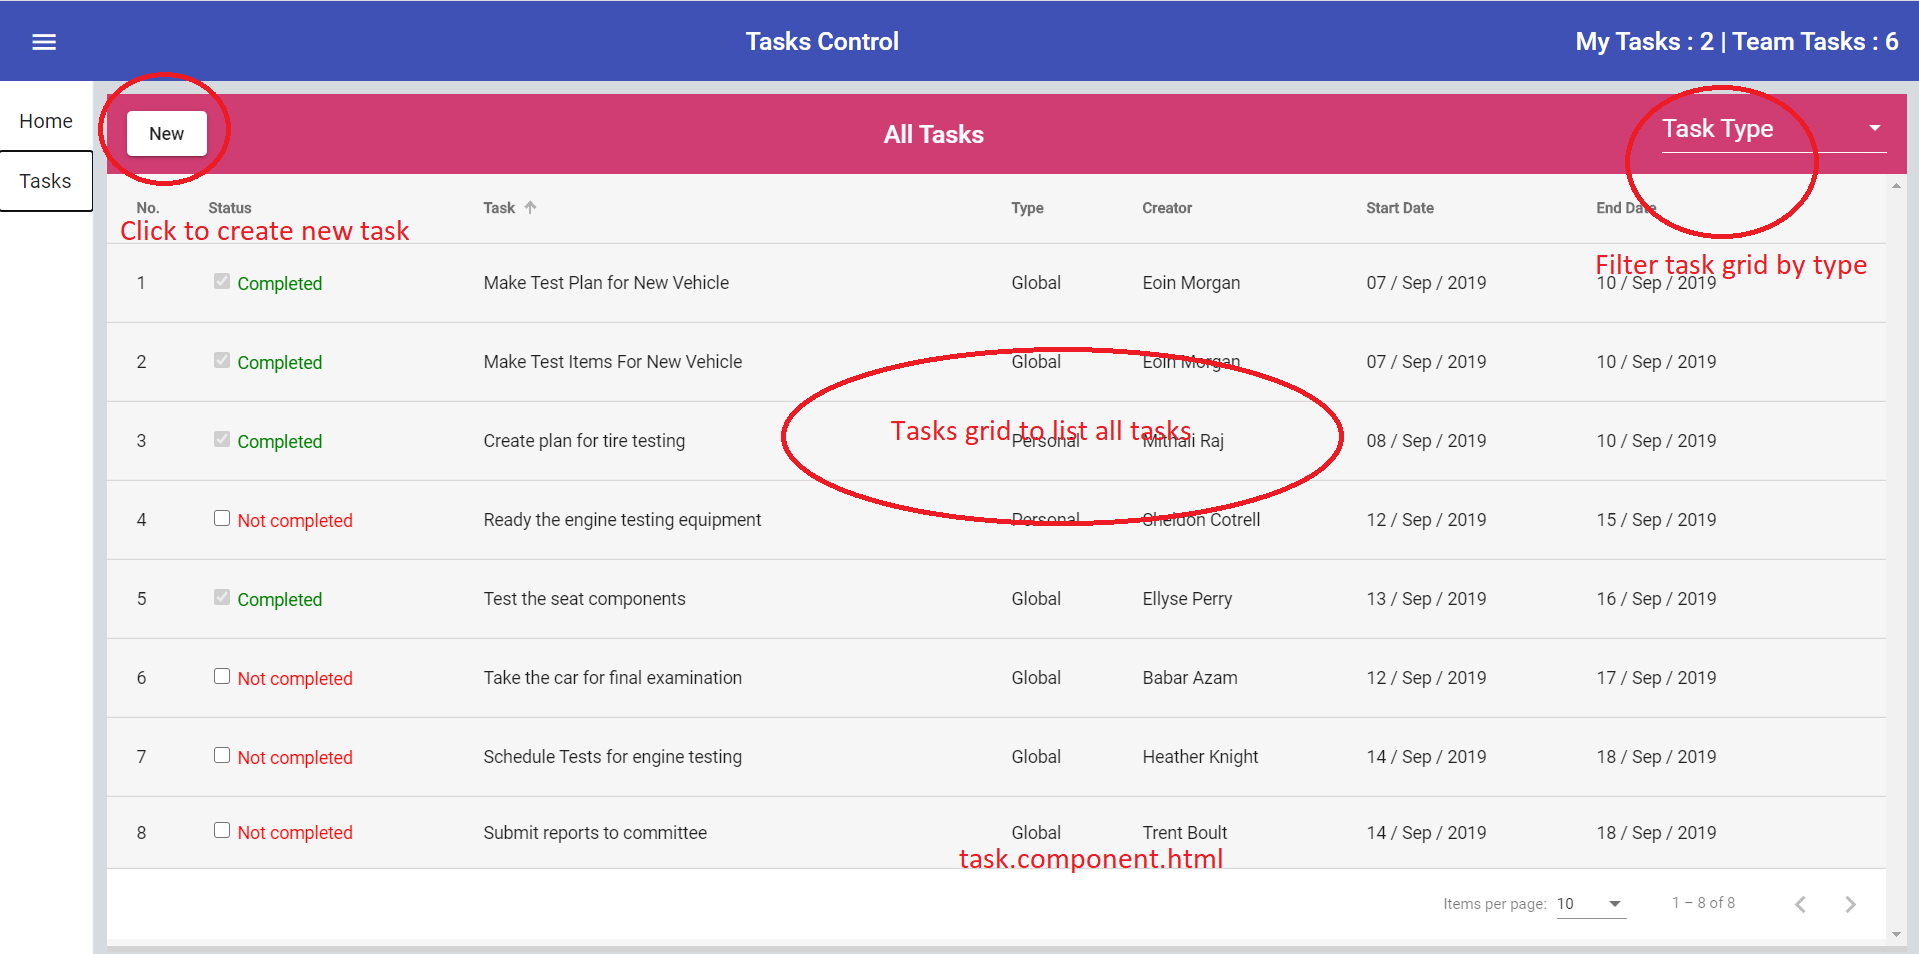 Tasks Control
My Tasks : 2 | Team Tasks : 6
Home
Tasks
New
All Tasks
Task Type
No. Status Task Type Creator Start Date End Date
Click to create new task
Filter task grid by type
1 Completed Make Test Plan for New Vehicle Global Eoin Morgan 07 / Sep / 2019 10 / Sep / 2019
2 Completed Make Test Items For New Vehicle Global Eoin Morgan 07 / Sep / 2019 10 / Sep / 2019
Tasks grid to list all tasks
3 Completed Create plan for tire testing Personal Mithali Raj 08 / Sep / 2019 10 / Sep / 2019
4 Not completed Ready the engine testing equipment Personal Sheldon Cotrell 12 / Sep / 2019 15 / Sep / 2019
5 Completed Test the seat components Global Ellyse Perry 13 / Sep / 2019 16 / Sep / 2019
6 Not completed Take the car for final examination Global Babar Azam 12 / Sep / 2019 17 / Sep / 2019
7 Not completed Schedule Tests for engine testing Global Heather Knight 14 / Sep / 2019 18 / Sep / 2019
8 Not completed Submit reports to committee Global Trent Boult 14 / Sep / 2019 18 / Sep / 2019
task.component.html
Items per page: 10 1 – 8 of 8